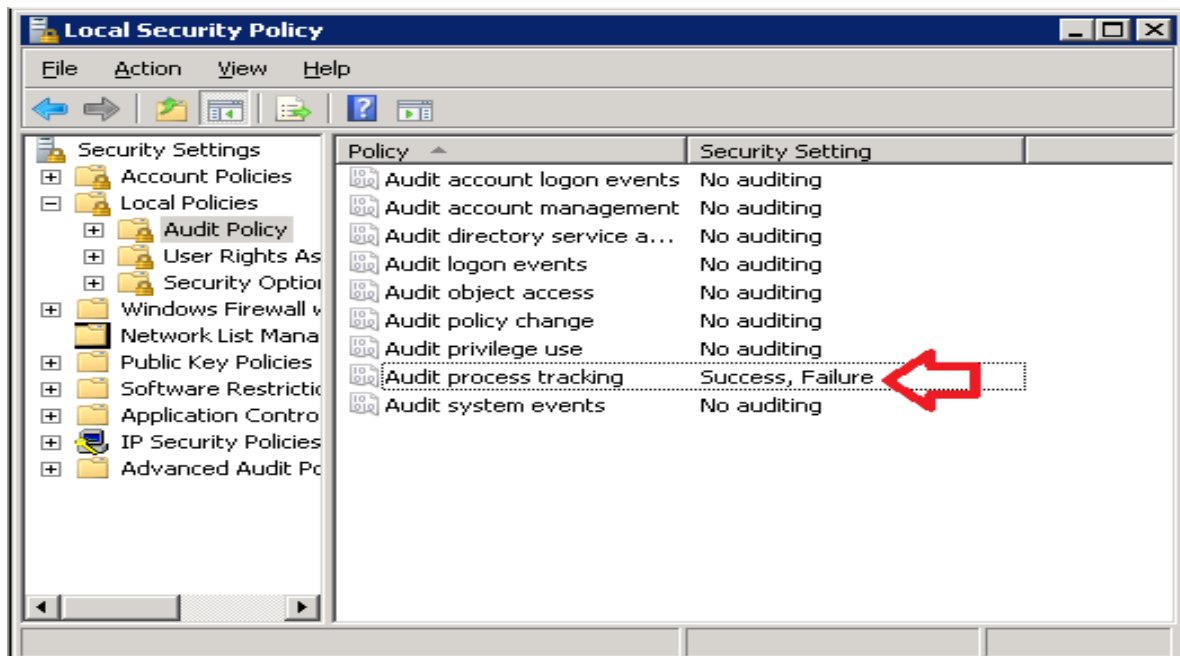 Local Security Policy
File Action View Help
Security Settings
Account Policies
Local Policies
Audit Policy
User Rights As
Security Option
Windows Firewall w
Network List Mana
Public Key Policies
Software Restrictio
Application Contro
IP Security Policies
Advanced Audit Po
Policy Security Setting
Audit account logon events No auditing
Audit account management No auditing
Audit directory service a... No auditing
Audit logon events No auditing
Audit object access No auditing
Audit policy change No auditing
Audit privilege use No auditing
Audit process tracking Success, Failure
Audit system events No auditing